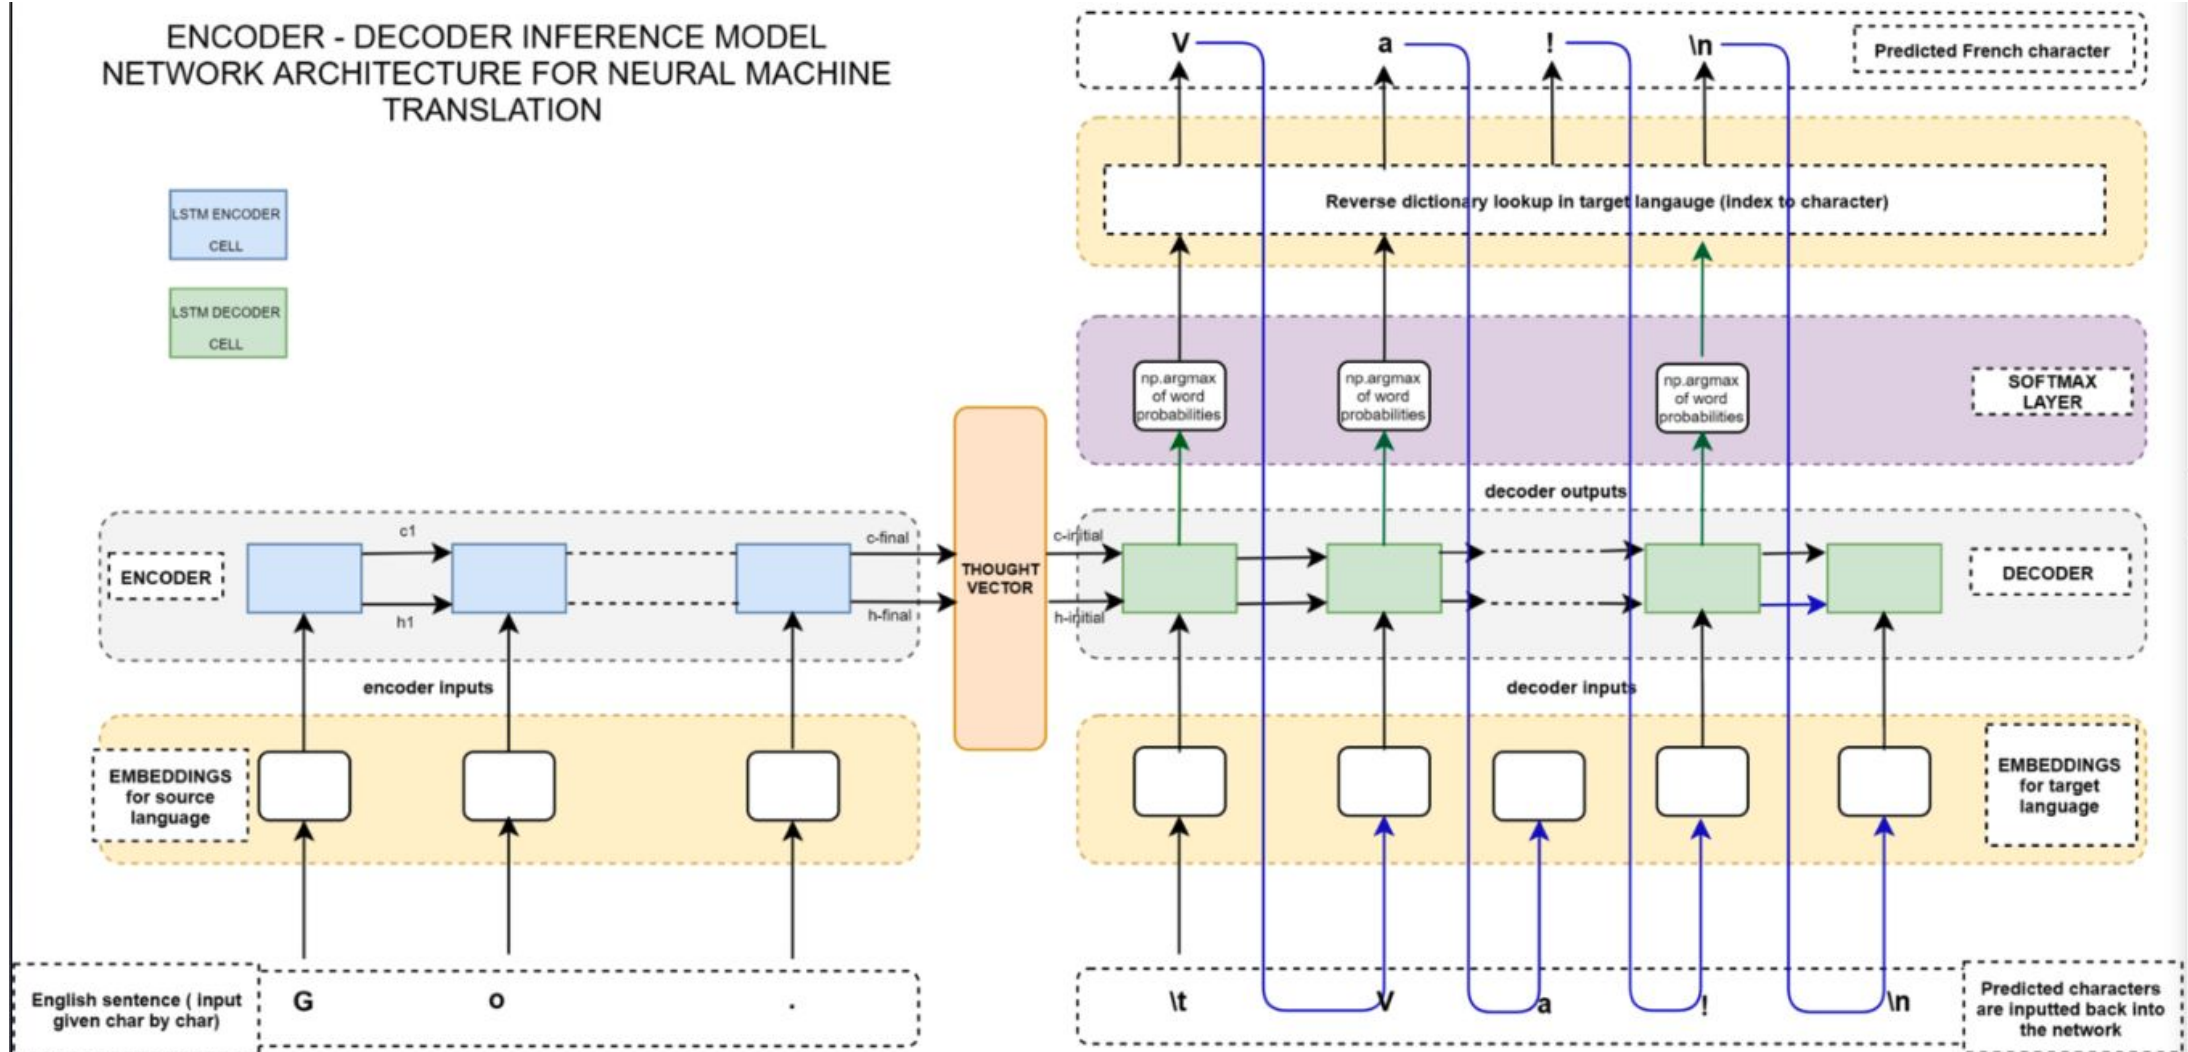 ENCODER - DECODER INFERENCE MODEL
NETWORK ARCHITECTURE FOR NEURAL MACHINE
TRANSLATION
V
a
!
\n
Predicted French character
Reverse dictionary lookup in target langauge (index to character)
LSTM ENCODER
CELL
LSTM DECODER
CELL
np.argmax
of word
probabilities
np.argmax
of word
probabilities
np.argmax
of word
probabilities
SOFTMAX
LAYER
decoder outputs
ENCODER
c1
h1
c-final
h-final
THOUGHT
VECTOR
c-initial
h-initial
DECODER
encoder inputs
decoder inputs
EMBEDDINGS
for source
language
EMBEDDINGS
for target
language
English sentence ( input
given char by char)
G
o
.
\t
V
a
!
\n
Predicted characters
are inputted back into
the network